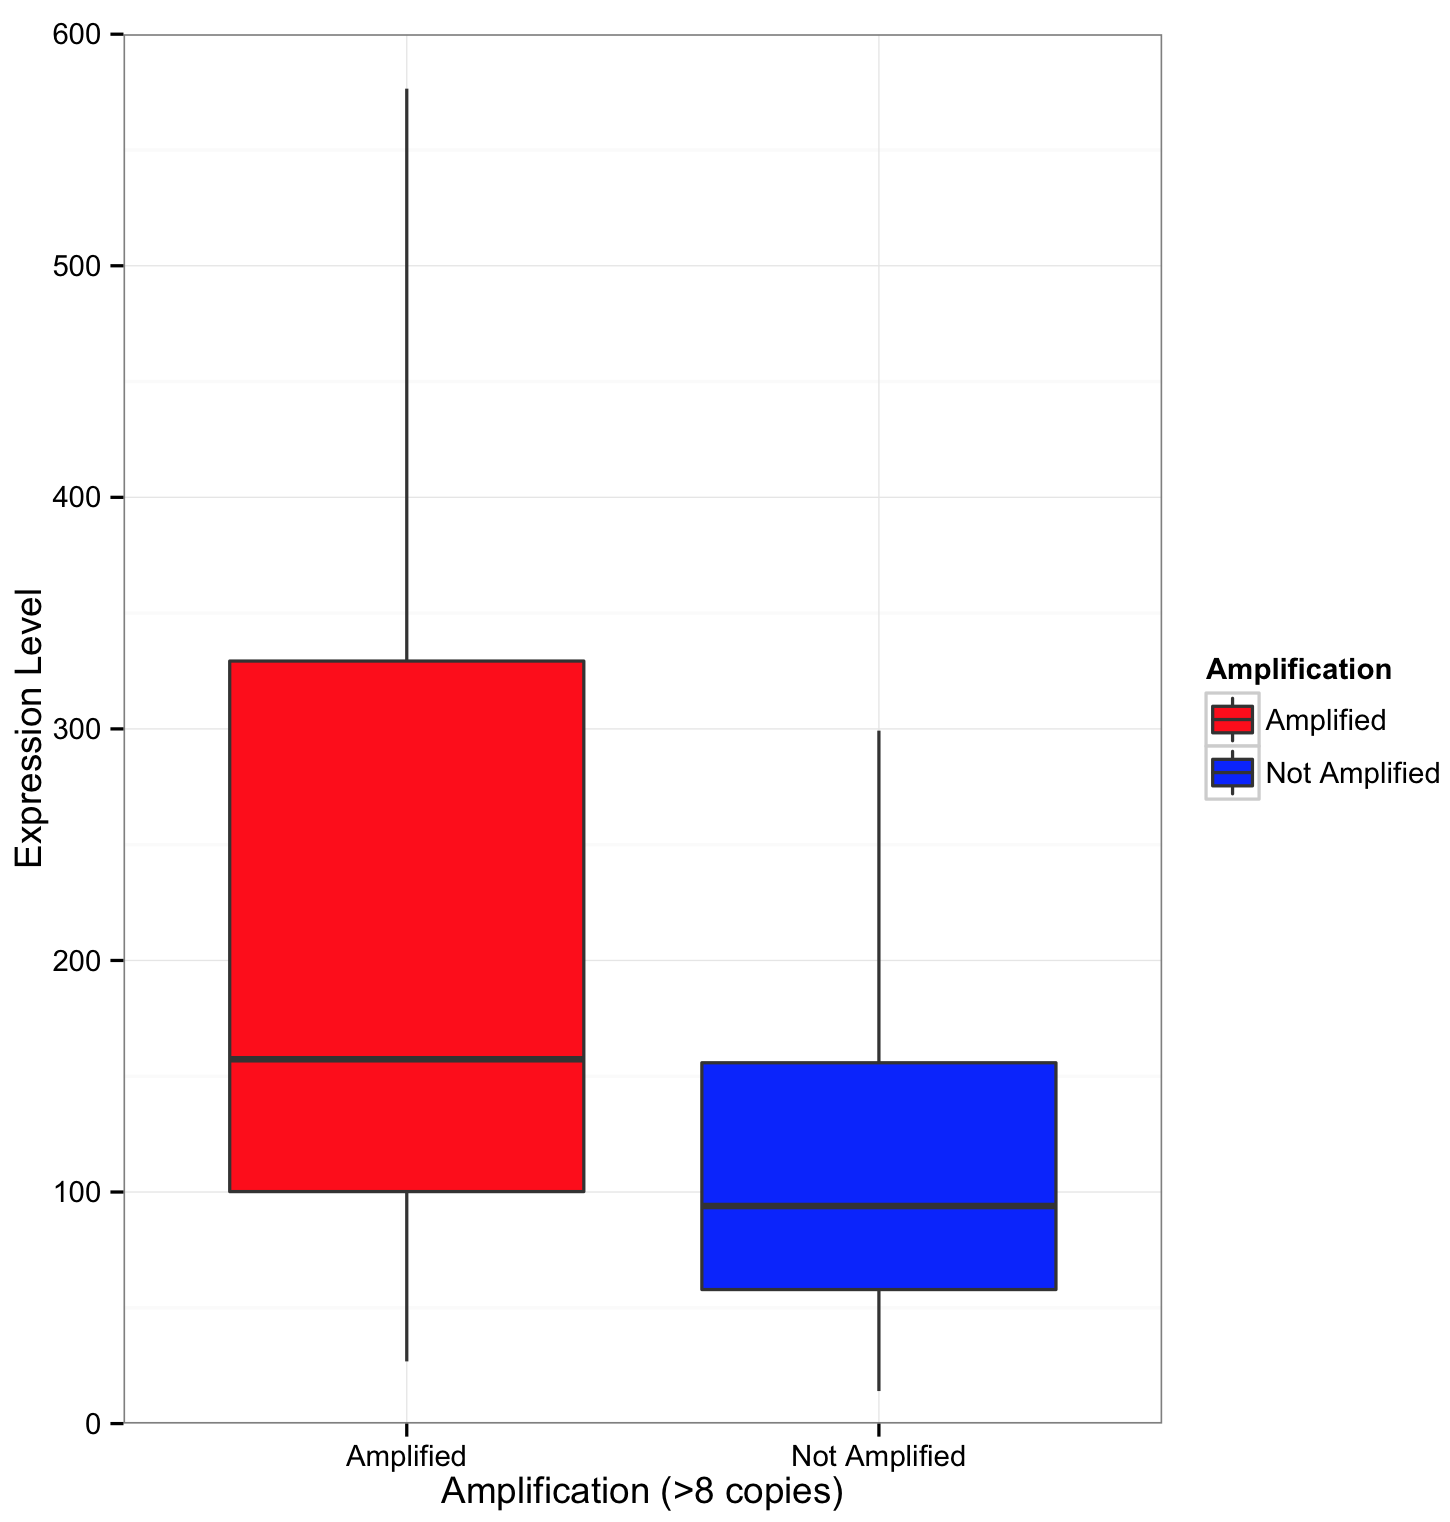 600
500
400
300
200
100
0
Expression Level
Amplified
Not Amplified
Amplification (>8 copies)
Amplification
Amplified
Not Amplified